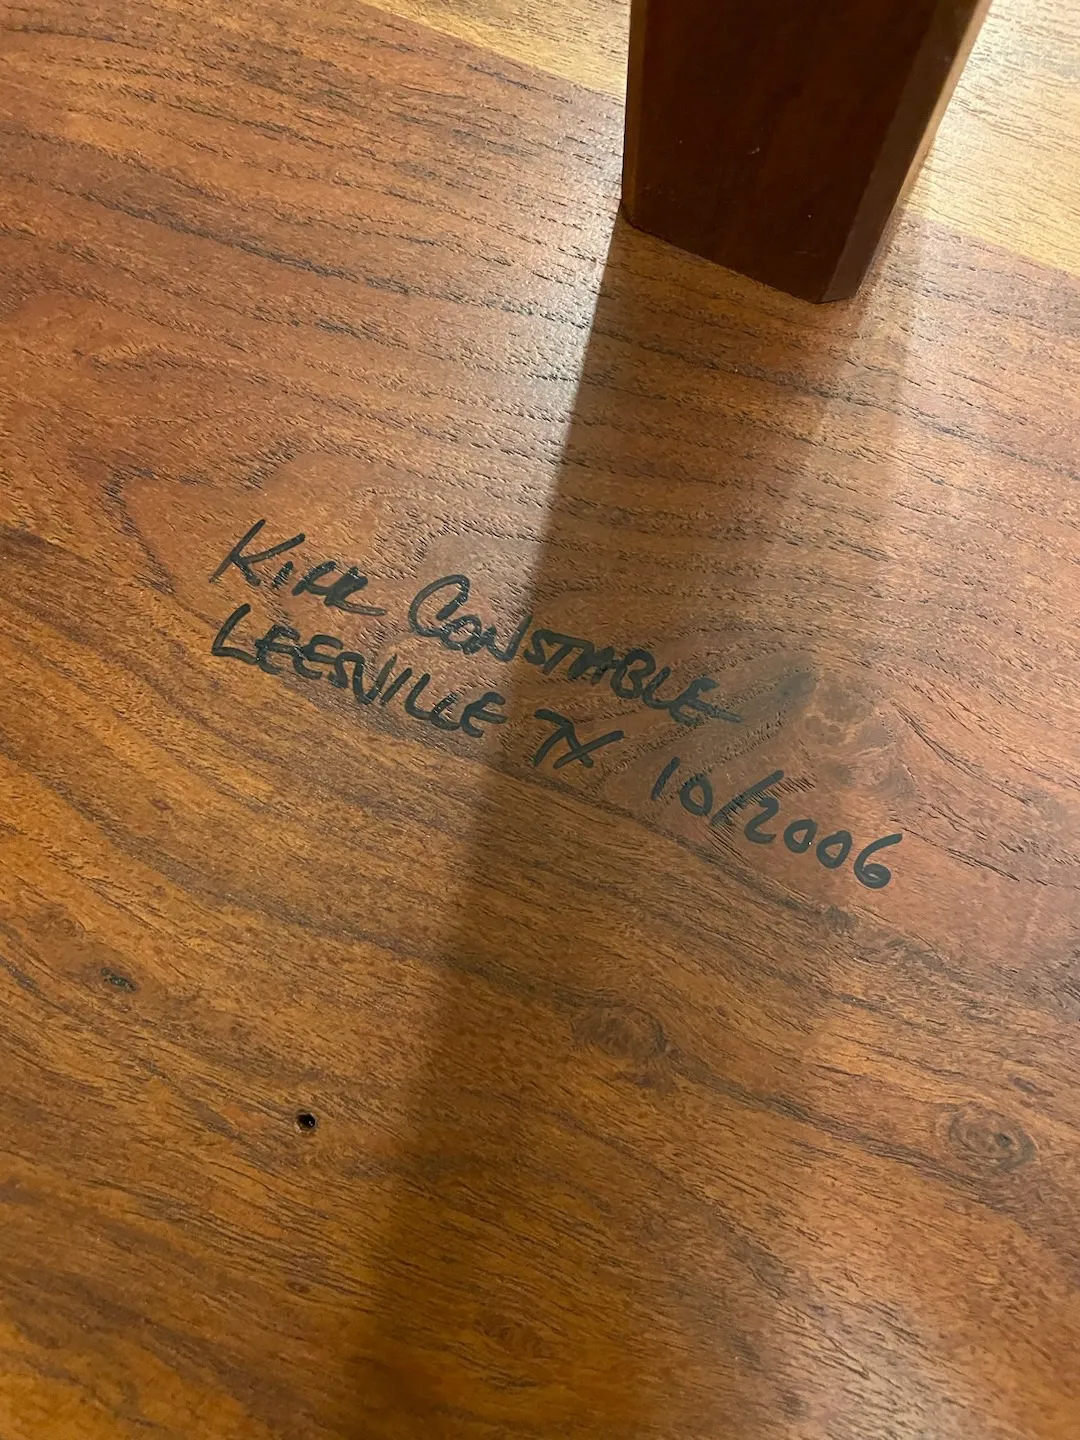 KIRK CONSTABLE
LEESVILLE TX 10/2006